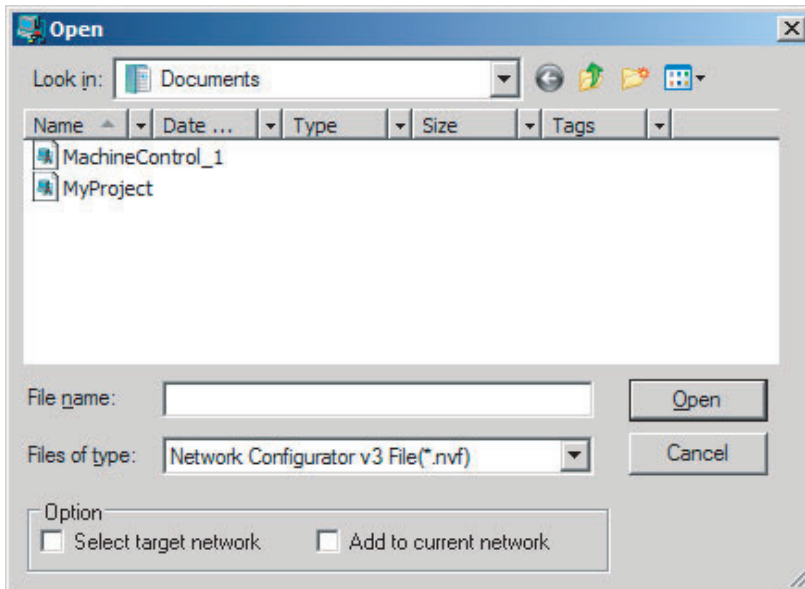 Open
Look in: Documents
Name Date ... Type Size Tags
MachineControl_1
MyProject
File name: Open
Files of type: Network Configurator v3 File(*.nvf) Cancel
Option
Select target network Add to current network